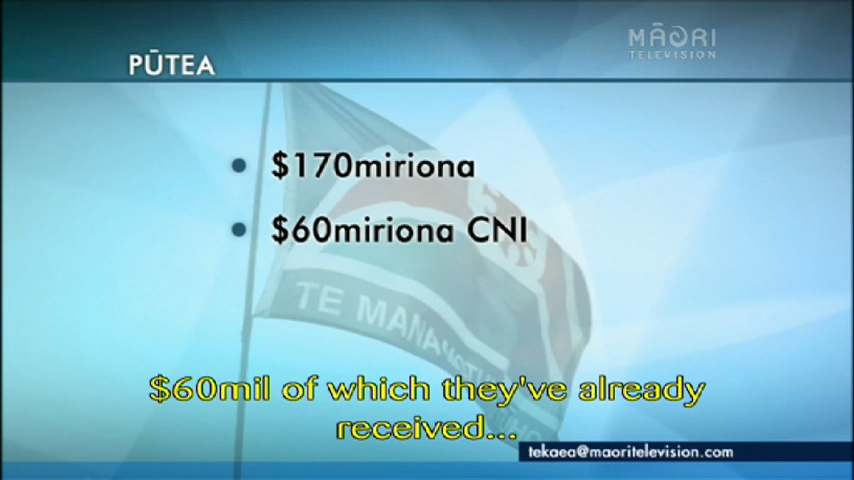 MĀORI
TELEVISION
PŪTEA
• $170miriona
• $60miriona CNI
TE MANA
$60mil of which they've already
received...
tekaea@maoritelevision.com